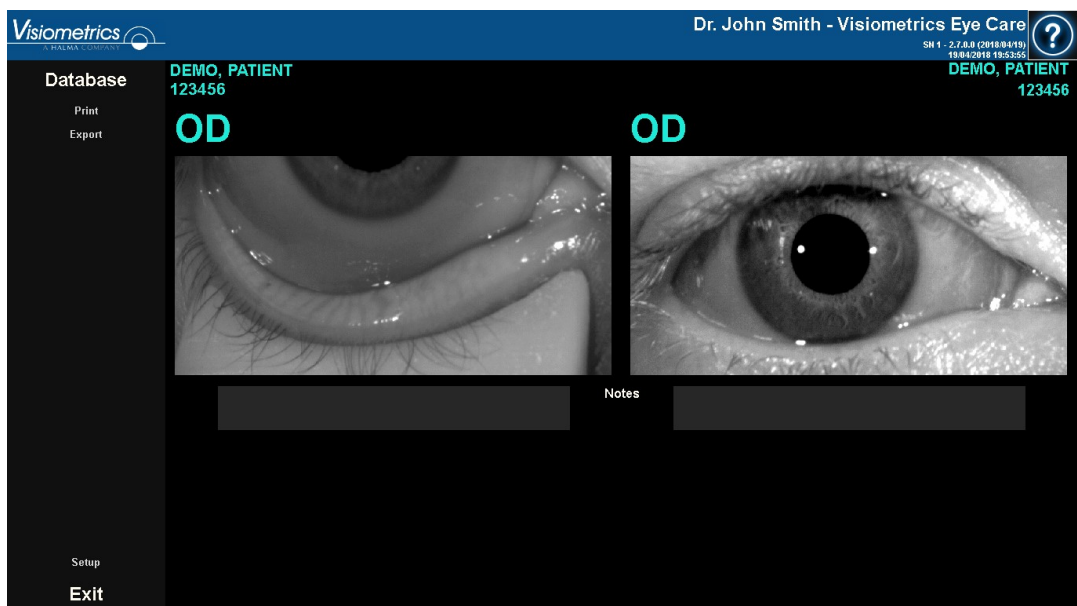 Visiometrics
A HALMA COMPANY
Dr. John Smith - Visiometrics Eye Care
SN 1 - 2.7.0.0 (2018/04/19)
19/04/2018 19:53:55
?
Database
Print
Export
DEMO, PATIENT
123456
DEMO, PATIENT
123456
OD
OD
Notes
Setup
Exit